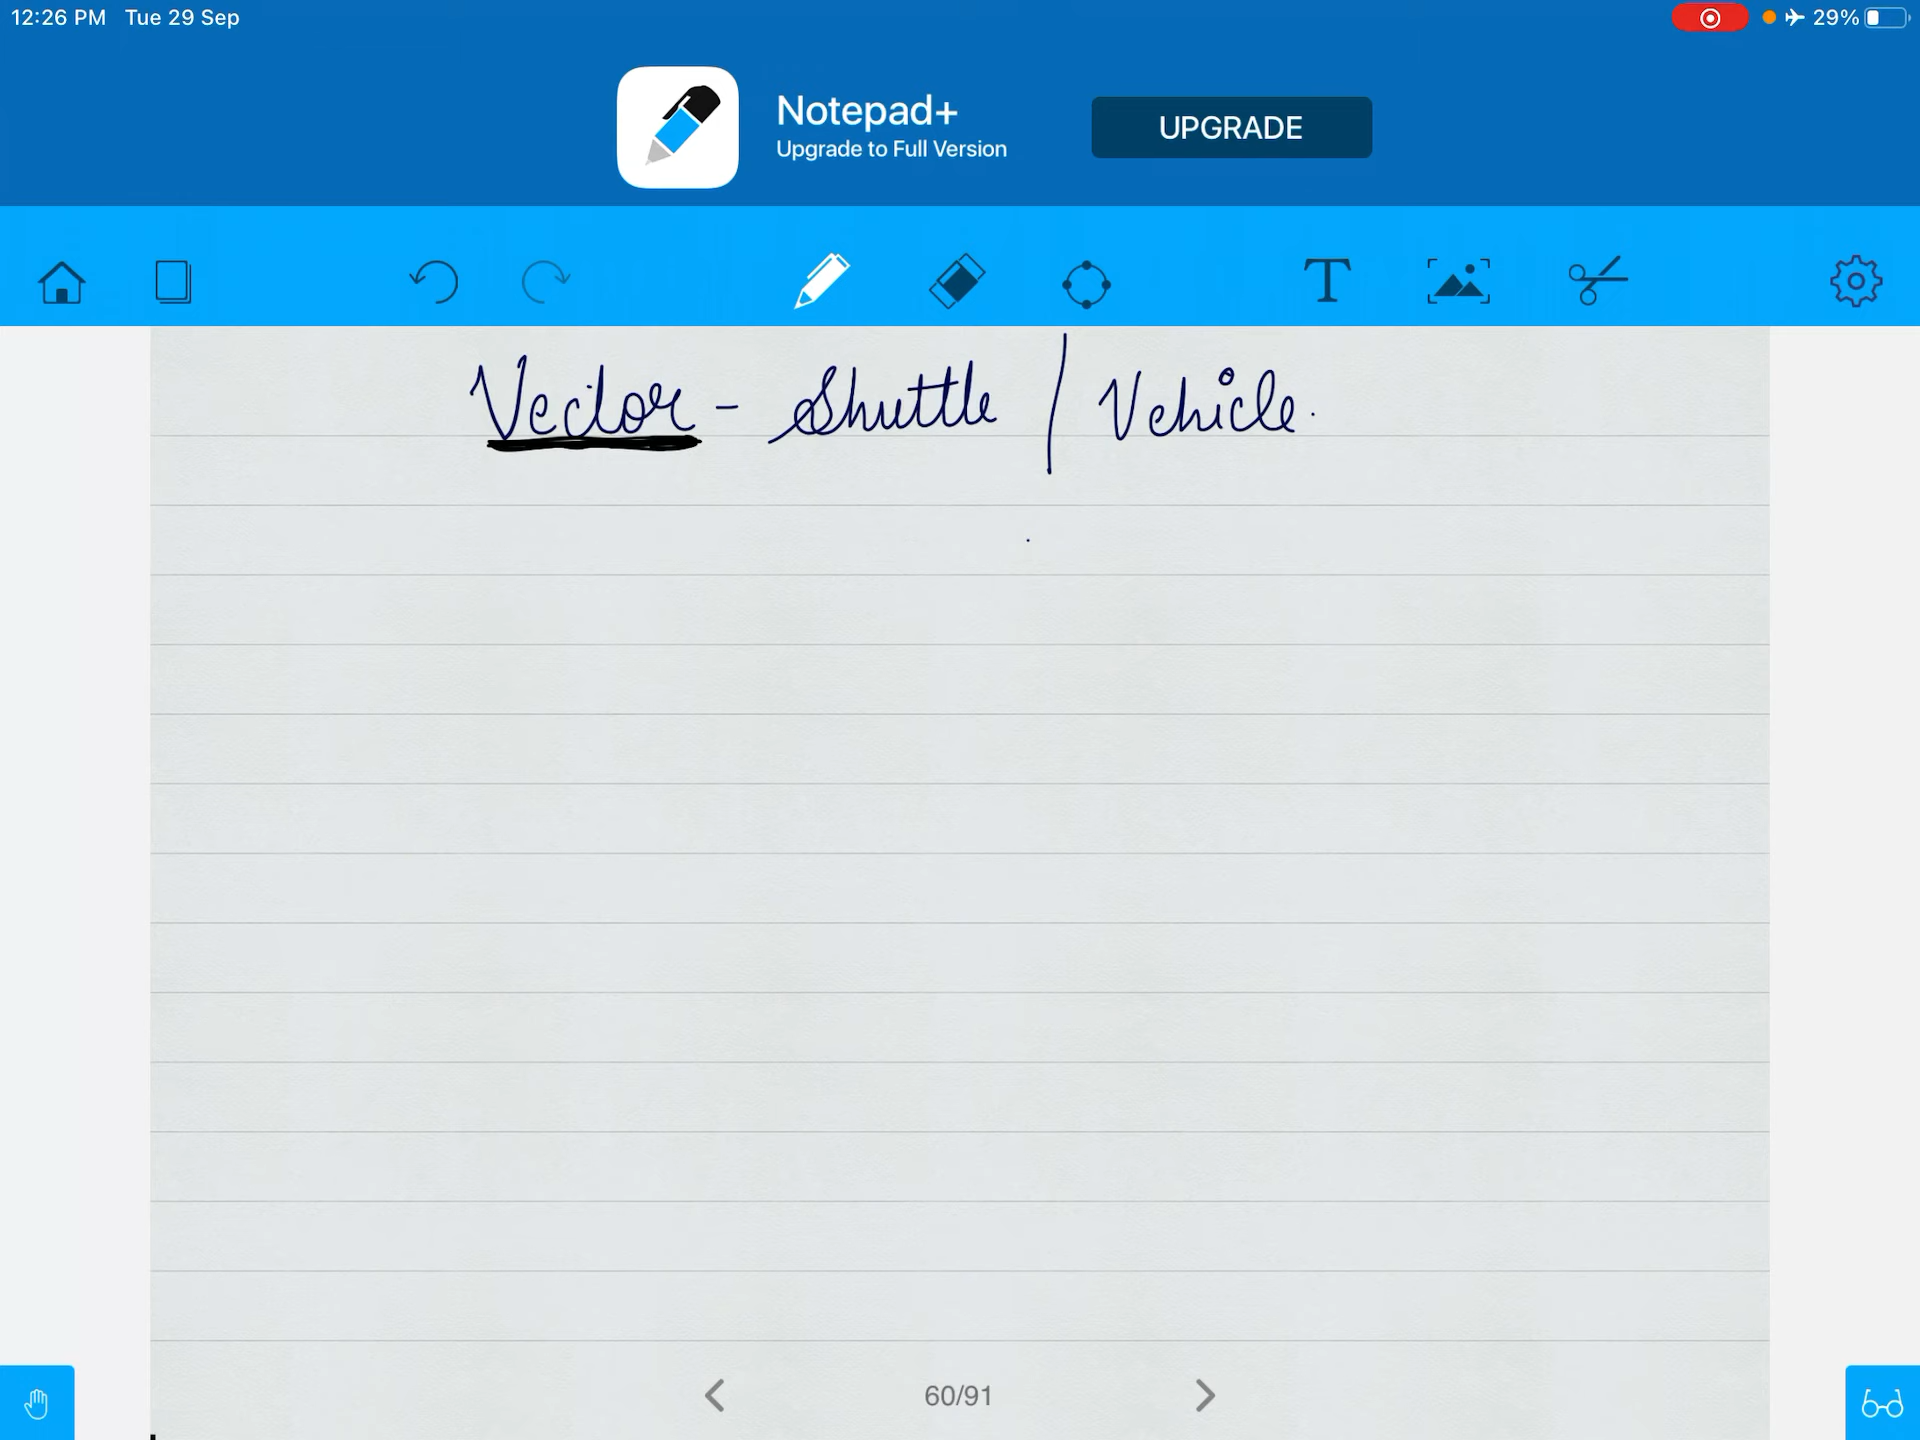 12:26 PM Tue 29 Sep 29%
Notepad+
Upgrade to Full Version
UPGRADE
T
Vector - Shuttle / Vehicle.
60/91